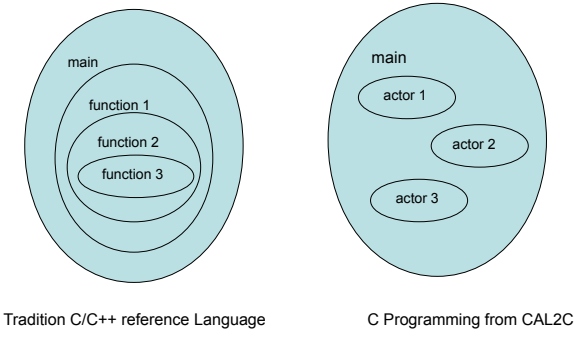 main
function 1
function 2
function 3
Tradition C/C++ reference Language
main
actor 1
actor 2
actor 3
C Programming from CAL2C